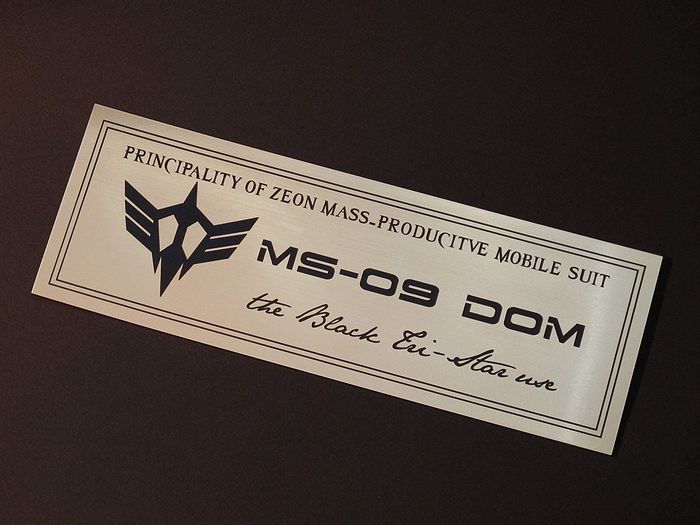 PRINCIPALITY OF ZEON MASS-PRODUCITVE MOBILE SUIT
MS-09 DOM
the Black Tri-Star use